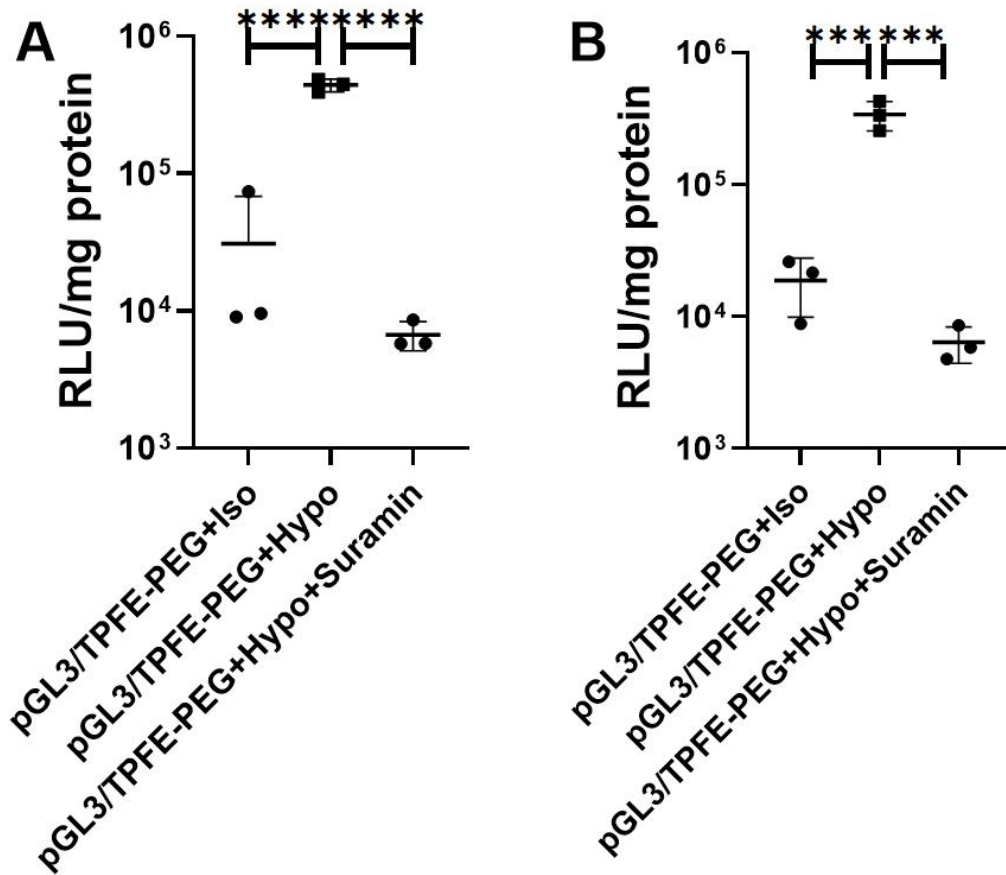 A
********
RLU/mg protein
10⁶
10⁵
10⁴
10³
pGL3/TPFE-PEG+Iso
pGL3/TPFE-PEG+Hypo
pGL3/TPFE-PEG+Hypo+Suramin
B
*** ***
RLU/mg protein
10⁶
10⁵
10⁴
10³
pGL3/TPFE-PEG+Iso
pGL3/TPFE-PEG+Hypo
pGL3/TPFE-PEG+Hypo+Suramin